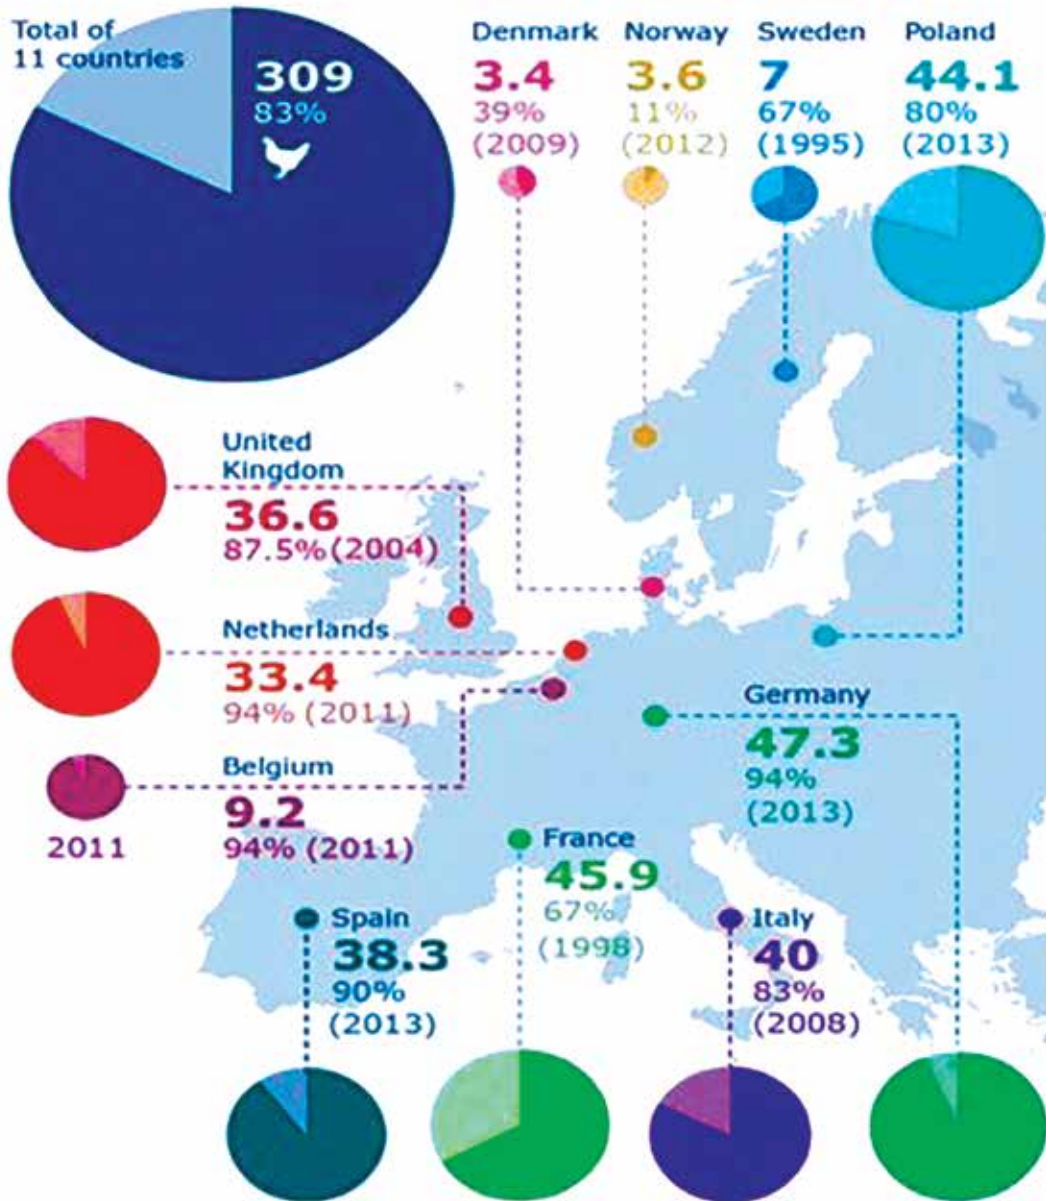 Total of
11 countries
309
83%
Denmark
3.4
39%
(2009)
Norway
3.6
11%
(2012)
Sweden
7
67%
(1995)
Poland
44.1
80%
(2013)
United
Kingdom
36.6
87.5% (2004)
Netherlands
33.4
94% (2011)
Belgium
9.2
94% (2011)
2011
Germany
47.3
94%
(2013)
France
45.9
67%
(1998)
Spain
38.3
90%
(2013)
Italy
40
83%
(2008)